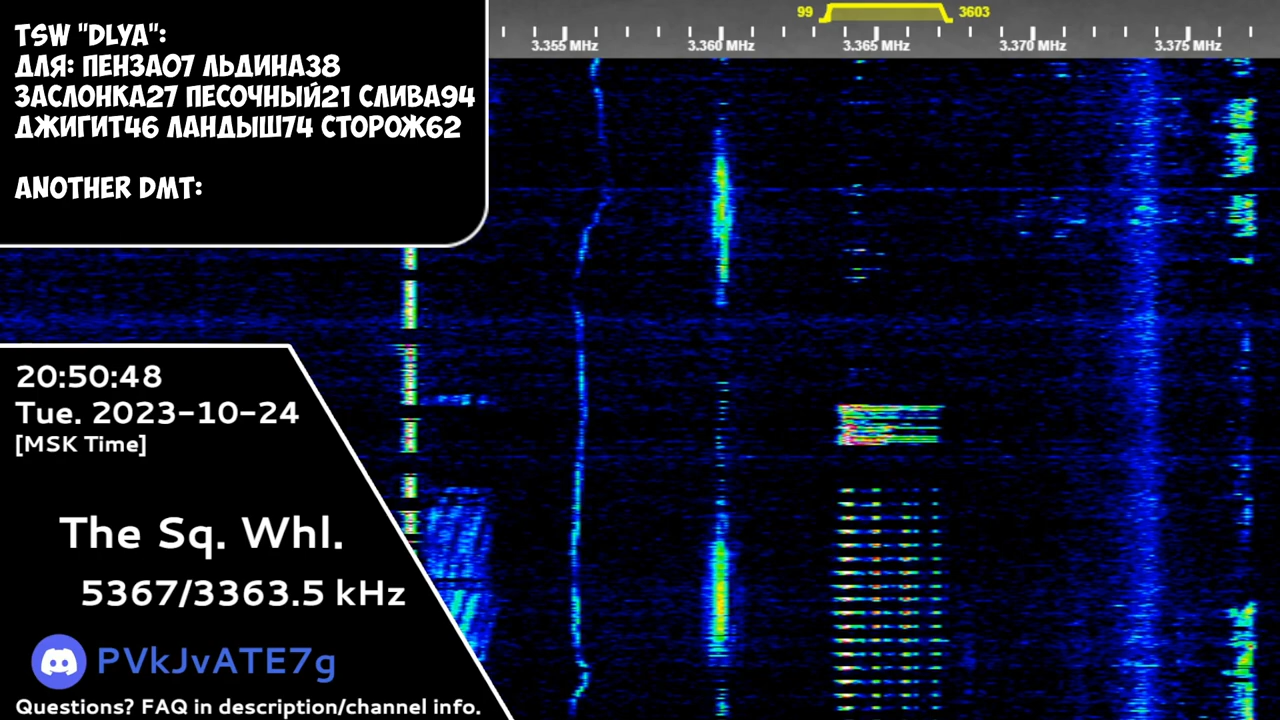 TSW "DLYA":
ДЛЯ: ПЕНЗА07 ЛЬДИНА38
ЗАСЛОНКА27 ПЕСОЧНЫЙ21 СЛИВА94
ДЖИГИТ46 ЛАНДЫШ74 СТОРОЖ62
ANOTHER DMT:
99 3603
3.355 MHz 3.360 MHz 3.365 MHz 3.370 MHz 3.375 MHz
20:50:48
Tue. 2023-10-24
[MSK Time]
The Sq. Whl.
5367/3363.5 kHz
PVkJvATE7g
Questions? FAQ in description/channel info.